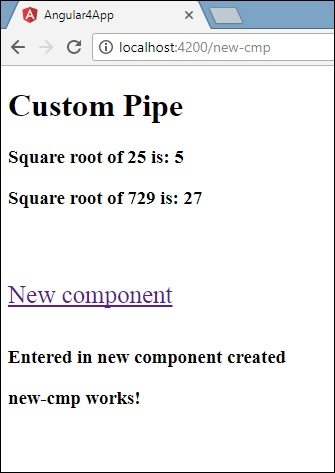 Angular4App
localhost:4200/new-cmp
Custom Pipe
Square root of 25 is: 5
Square root of 729 is: 27
New component
Entered in new component created
new-cmp works!